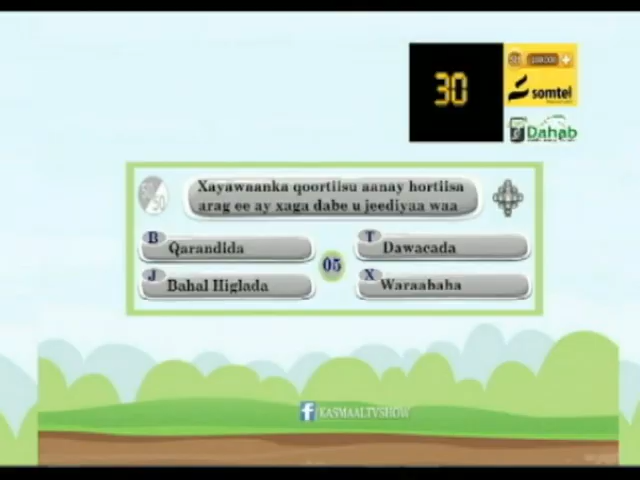 30
somtel
Dahab
Xayawaanka qoortiisu aanay hortiisa
arag ee ay xaga dabe u jeediyaa waa
B Qarandida
T Dawacada
05
J Bahal Higlada
X Waraabaha
KASMAALTVSHOW